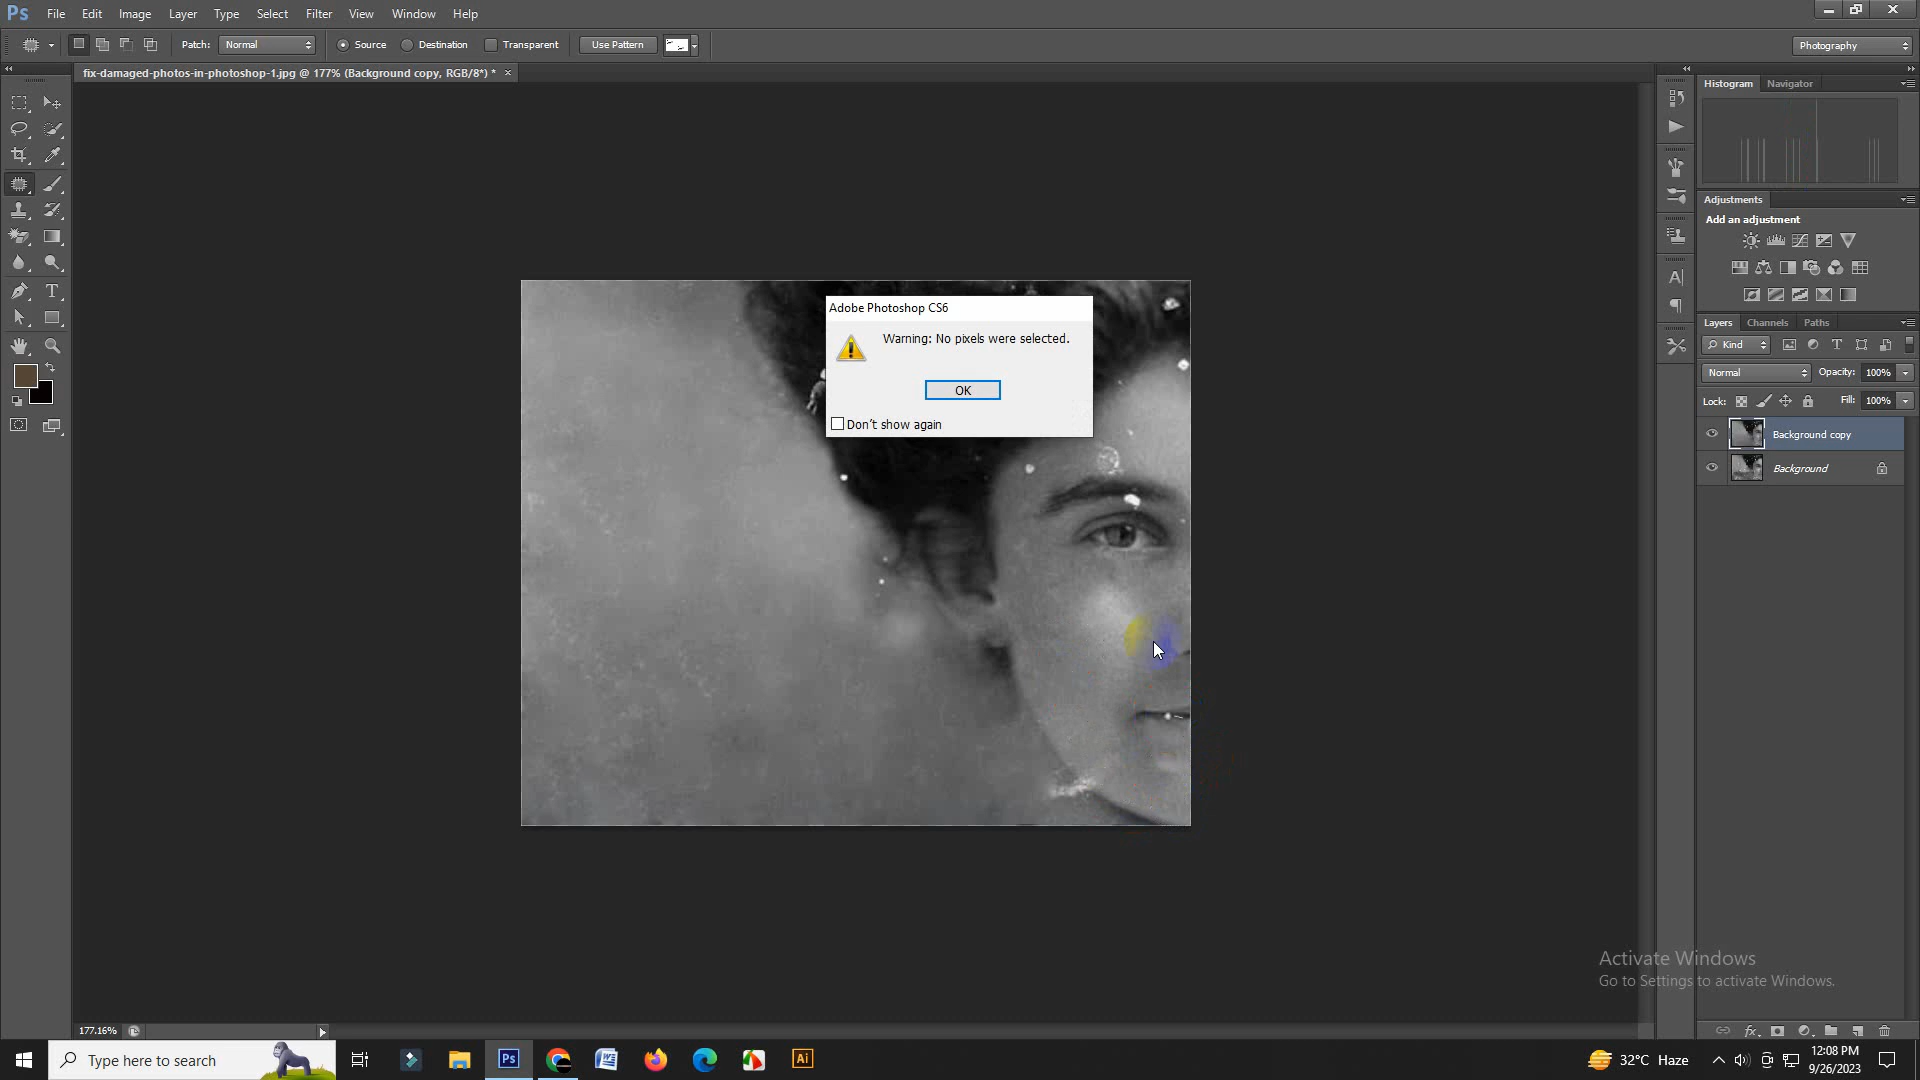 Ps File Edit Image Layer Type Select Filter View Window Help
Patch: Normal Source Destination Transparent Use Pattern Photography
fix-damaged-photos-in-photoshop-1.jpg @ 177% (Background copy, RGB/8*) * ×
Histogram Navigator
Adjustments
Add an adjustment
Adobe Photoshop CS6
Warning: No pixels were selected.
OK
Don't show again
Layers Channels Paths
Kind
Normal Opacity: 100%
Lock: Fill: 100%
Background copy
Background
Activate Windows
Go to Settings to activate Windows.
177.16%
Type here to search
Ps
Ai
32°C Haze
12:08 PM
9/26/2023